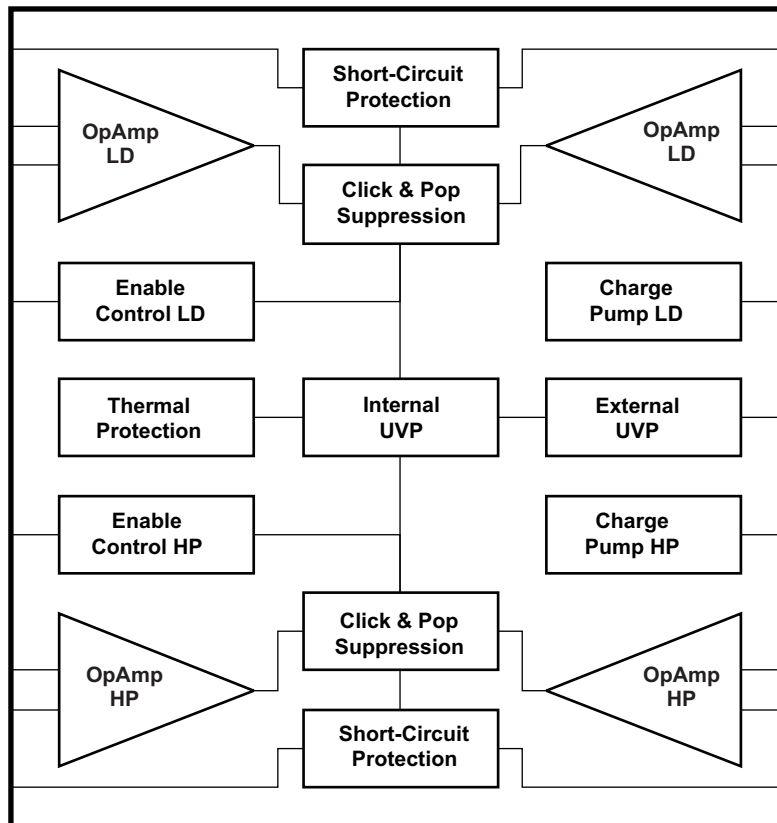 Short-Circuit
Protection
OpAmp
LD
OpAmp
LD
Click & Pop
Suppression
Enable
Control LD
Charge
Pump LD
Thermal
Protection
Internal
UVP
External
UVP
Enable
Control HP
Charge
Pump HP
Click & Pop
Suppression
OpAmp
HP
OpAmp
HP
Short-Circuit
Protection